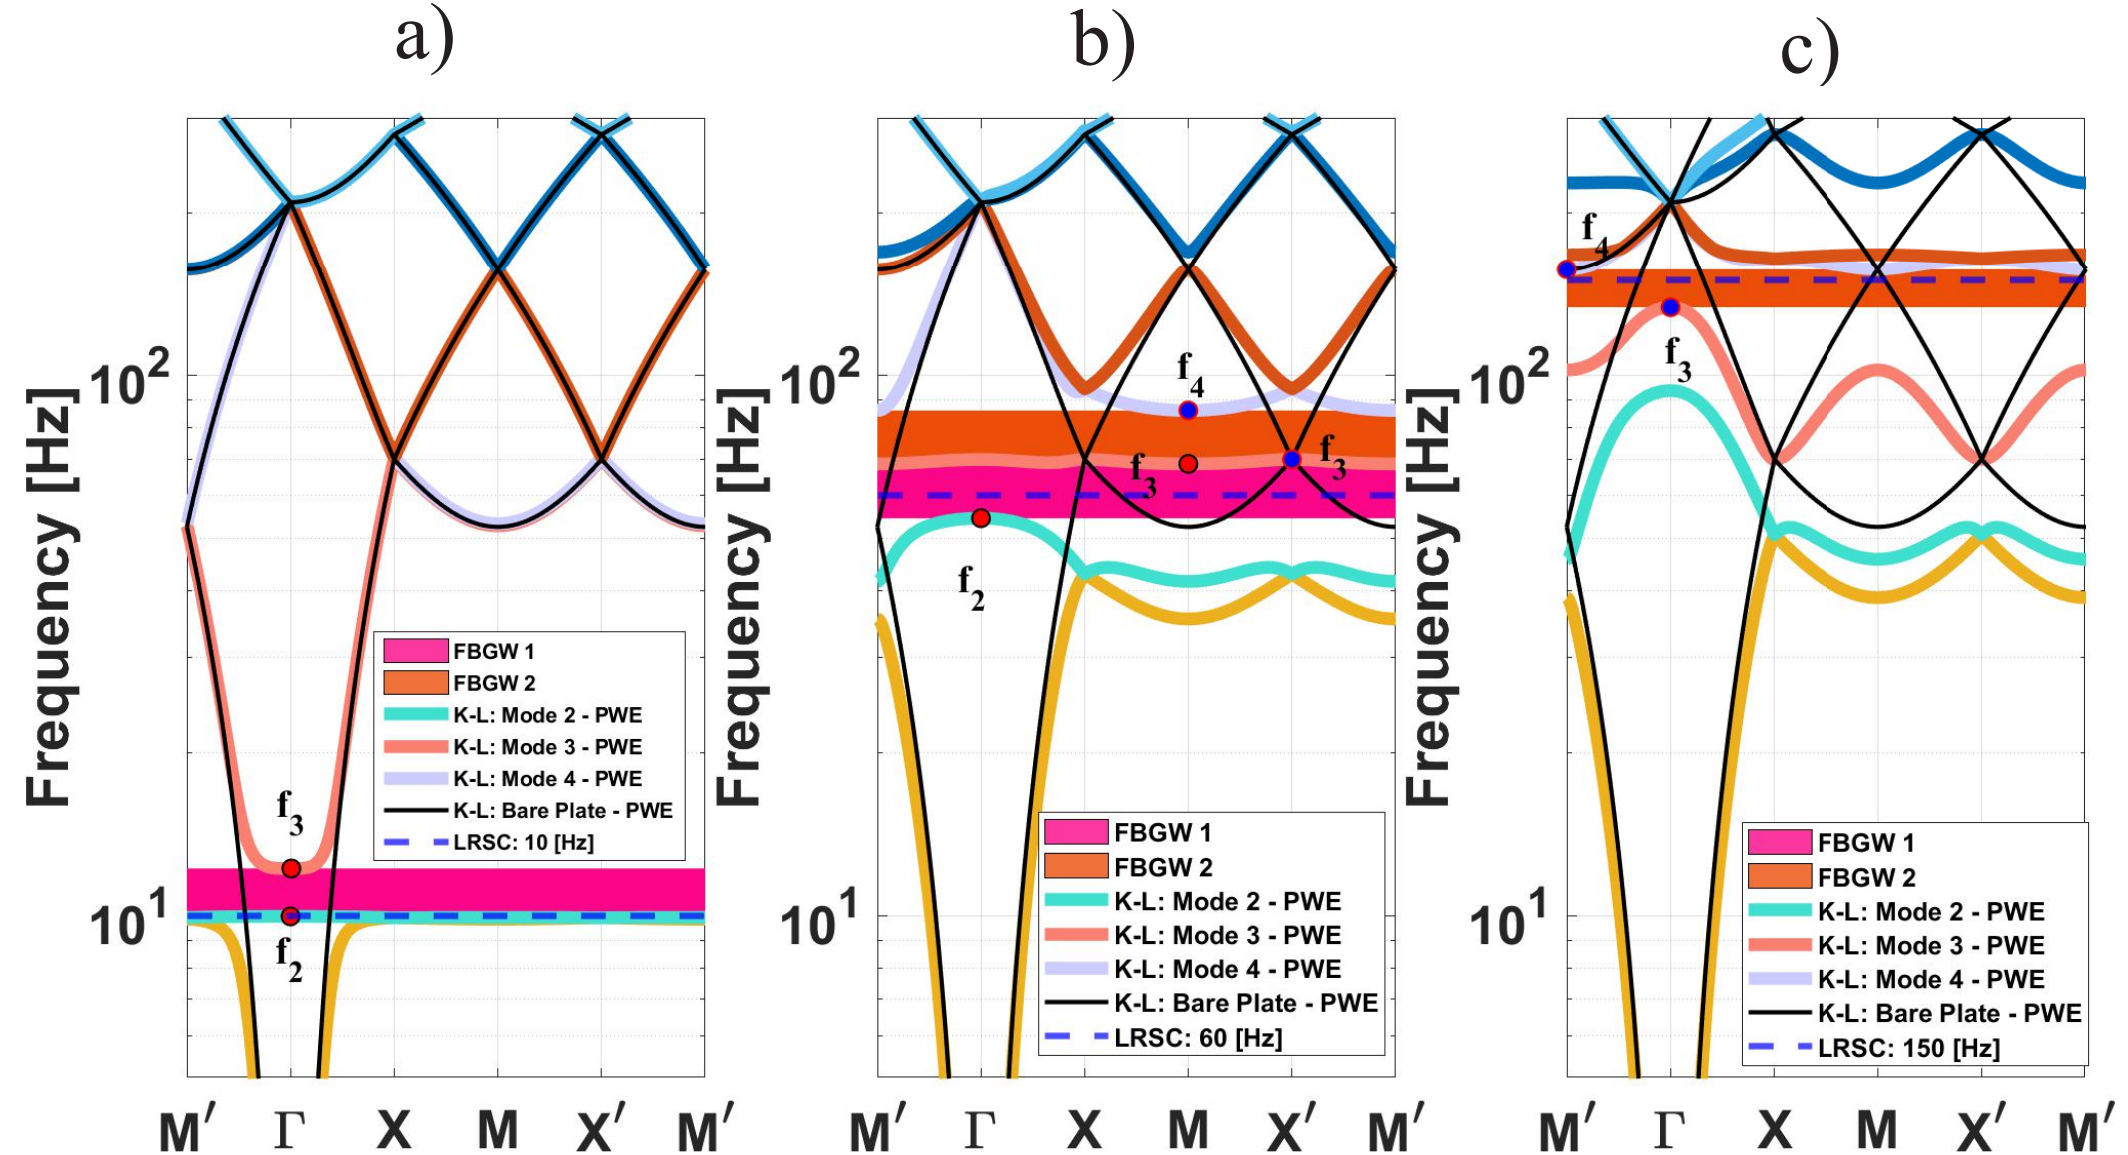 a)
b)
c)
Frequency [Hz]
10²
10¹
f₃
f₂
FBGW 1
FBGW 2
K-L: Mode 2 - PWE
K-L: Mode 3 - PWE
K-L: Mode 4 - PWE
K-L: Bare Plate - PWE
LRSC: 10 [Hz]
M′ Γ X M X′ M′
Frequency [Hz]
10²
10¹
f₄
f₃
f₃
f₂
FBGW 1
FBGW 2
K-L: Mode 2 - PWE
K-L: Mode 3 - PWE
K-L: Mode 4 - PWE
K-L: Bare Plate - PWE
LRSC: 60 [Hz]
M′ Γ X M X′ M′
Frequency [Hz]
10²
10¹
f₄
f₃
FBGW 1
FBGW 2
K-L: Mode 2 - PWE
K-L: Mode 3 - PWE
K-L: Mode 4 - PWE
K-L: Bare Plate - PWE
LRSC: 150 [Hz]
M′ Γ X M X′ M′